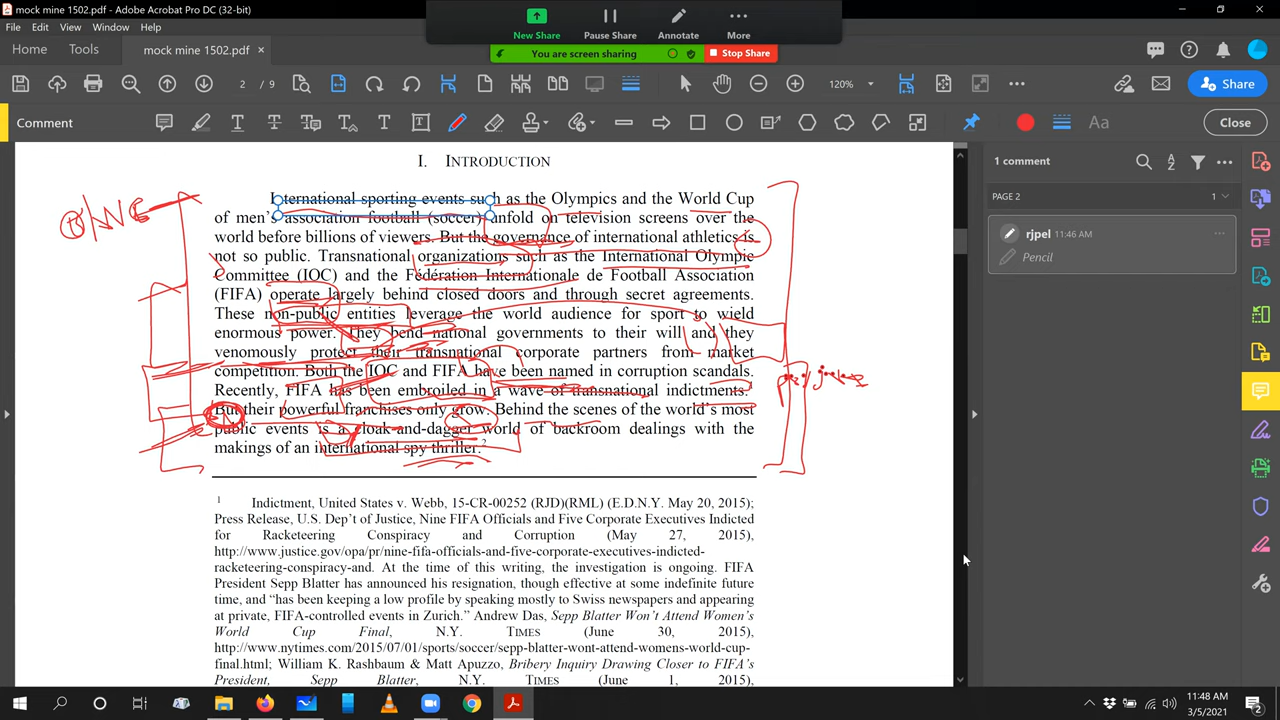 mock mine 1502.pdf - Adobe Acrobat Pro DC (32-bit)
File Edit View Window Help
New Share Pause Share Annotate More
You are screen sharing Stop Share
Home Tools mock mine 1502.pdf ×
2 / 9 120% Share
Comment Close
I. INTRODUCTION
International sporting events such as the Olympics and the World Cup
of men's association football (soccer) unfold on television screens over the
world before billions of viewers. But the governance of international athletics is
not so public. Transnational organizations such as the International Olympic
Committee (IOC) and the Fédération Internationale de Football Association
(FIFA) operate largely behind closed doors and through secret agreements.
These non-public entities leverage the world audience for sport to wield
enormous power. They bend national governments to their will and they
venomously protect their transnational corporate partners from market
competition. Both the IOC and FIFA have been named in corruption scandals.
Recently, FIFA has been embroiled in a wave of transnational indictments.1
But their powerful franchises only grow. Behind the scenes of the world's most
public events is a cloak-and-dagger world of backroom dealings with the
makings of an international spy thriller.2
1 Indictment, United States v. Webb, 15-CR-00252 (RJD)(RML) (E.D.N.Y. May 20, 2015);
Press Release, U.S. Dep't of Justice, Nine FIFA Officials and Five Corporate Executives Indicted
for Racketeering Conspiracy and Corruption (May 27, 2015),
http://www.justice.gov/opa/pr/nine-fifa-officials-and-five-corporate-executives-indicted-
racketeering-conspiracy-and. At the time of this writing, the investigation is ongoing. FIFA
President Sepp Blatter has announced his resignation, though effective at some indefinite future
time, and "has been keeping a low profile by speaking mostly to Swiss newspapers and appearing
at private, FIFA-controlled events in Zurich." Andrew Das, Sepp Blatter Won't Attend Women's
World Cup Final, N.Y. TIMES (June 30, 2015),
http://www.nytimes.com/2015/07/01/sports/soccer/sepp-blatter-wont-attend-womens-world-cup-
final.html; William K. Rashbaum & Matt Apuzzo, Bribery Inquiry Drawing Closer to FIFA's
President, Sepp Blatter, N.Y. TIMES (June 1, 2015),
1 comment
PAGE 2 1
rjpel 11:46 AM
Pencil
11:48 AM
3/5/2021
2